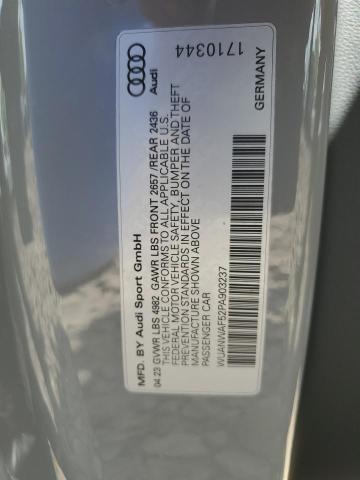 MFD. BY Audi Sport GmbH
04 23 GVWR LBS 4982 GAWR LBS FRONT 2657 /REAR 2436
THIS VEHICLE CONFORMS TO ALL APPLICABLE U.S.
FEDERAL MOTOR VEHICLE SAFETY, BUMPER AND THEFT
PREVENTION STANDARDS IN EFFECT ON THE DATE OF
MANUFACTURE SHOWN ABOVE
PASSENGER CAR
WUANWAF52PA903237
Audi
1710344
GERMANY